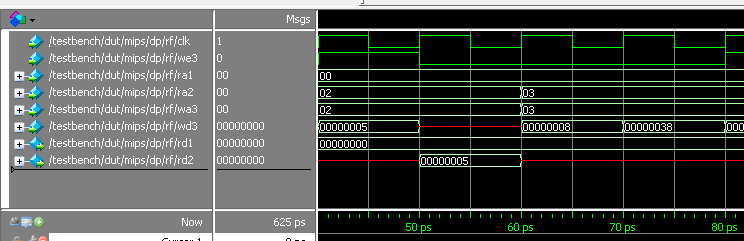 Msgs
/testbench/dut/mips/dp/rf/clk 1
/testbench/dut/mips/dp/rf/we3 0
/testbench/dut/mips/dp/rf/ra1 00 00
/testbench/dut/mips/dp/rf/ra2 00 02 03
/testbench/dut/mips/dp/rf/wa3 00 02 03
/testbench/dut/mips/dp/rf/wd3 00000000 00000005 00000008 00000038 000
/testbench/dut/mips/dp/rf/rd1 00000000 00000000
/testbench/dut/mips/dp/rf/rd2 00000000 00000005
Now 625 ps 50 ps 60 ps 70 ps 80 ps